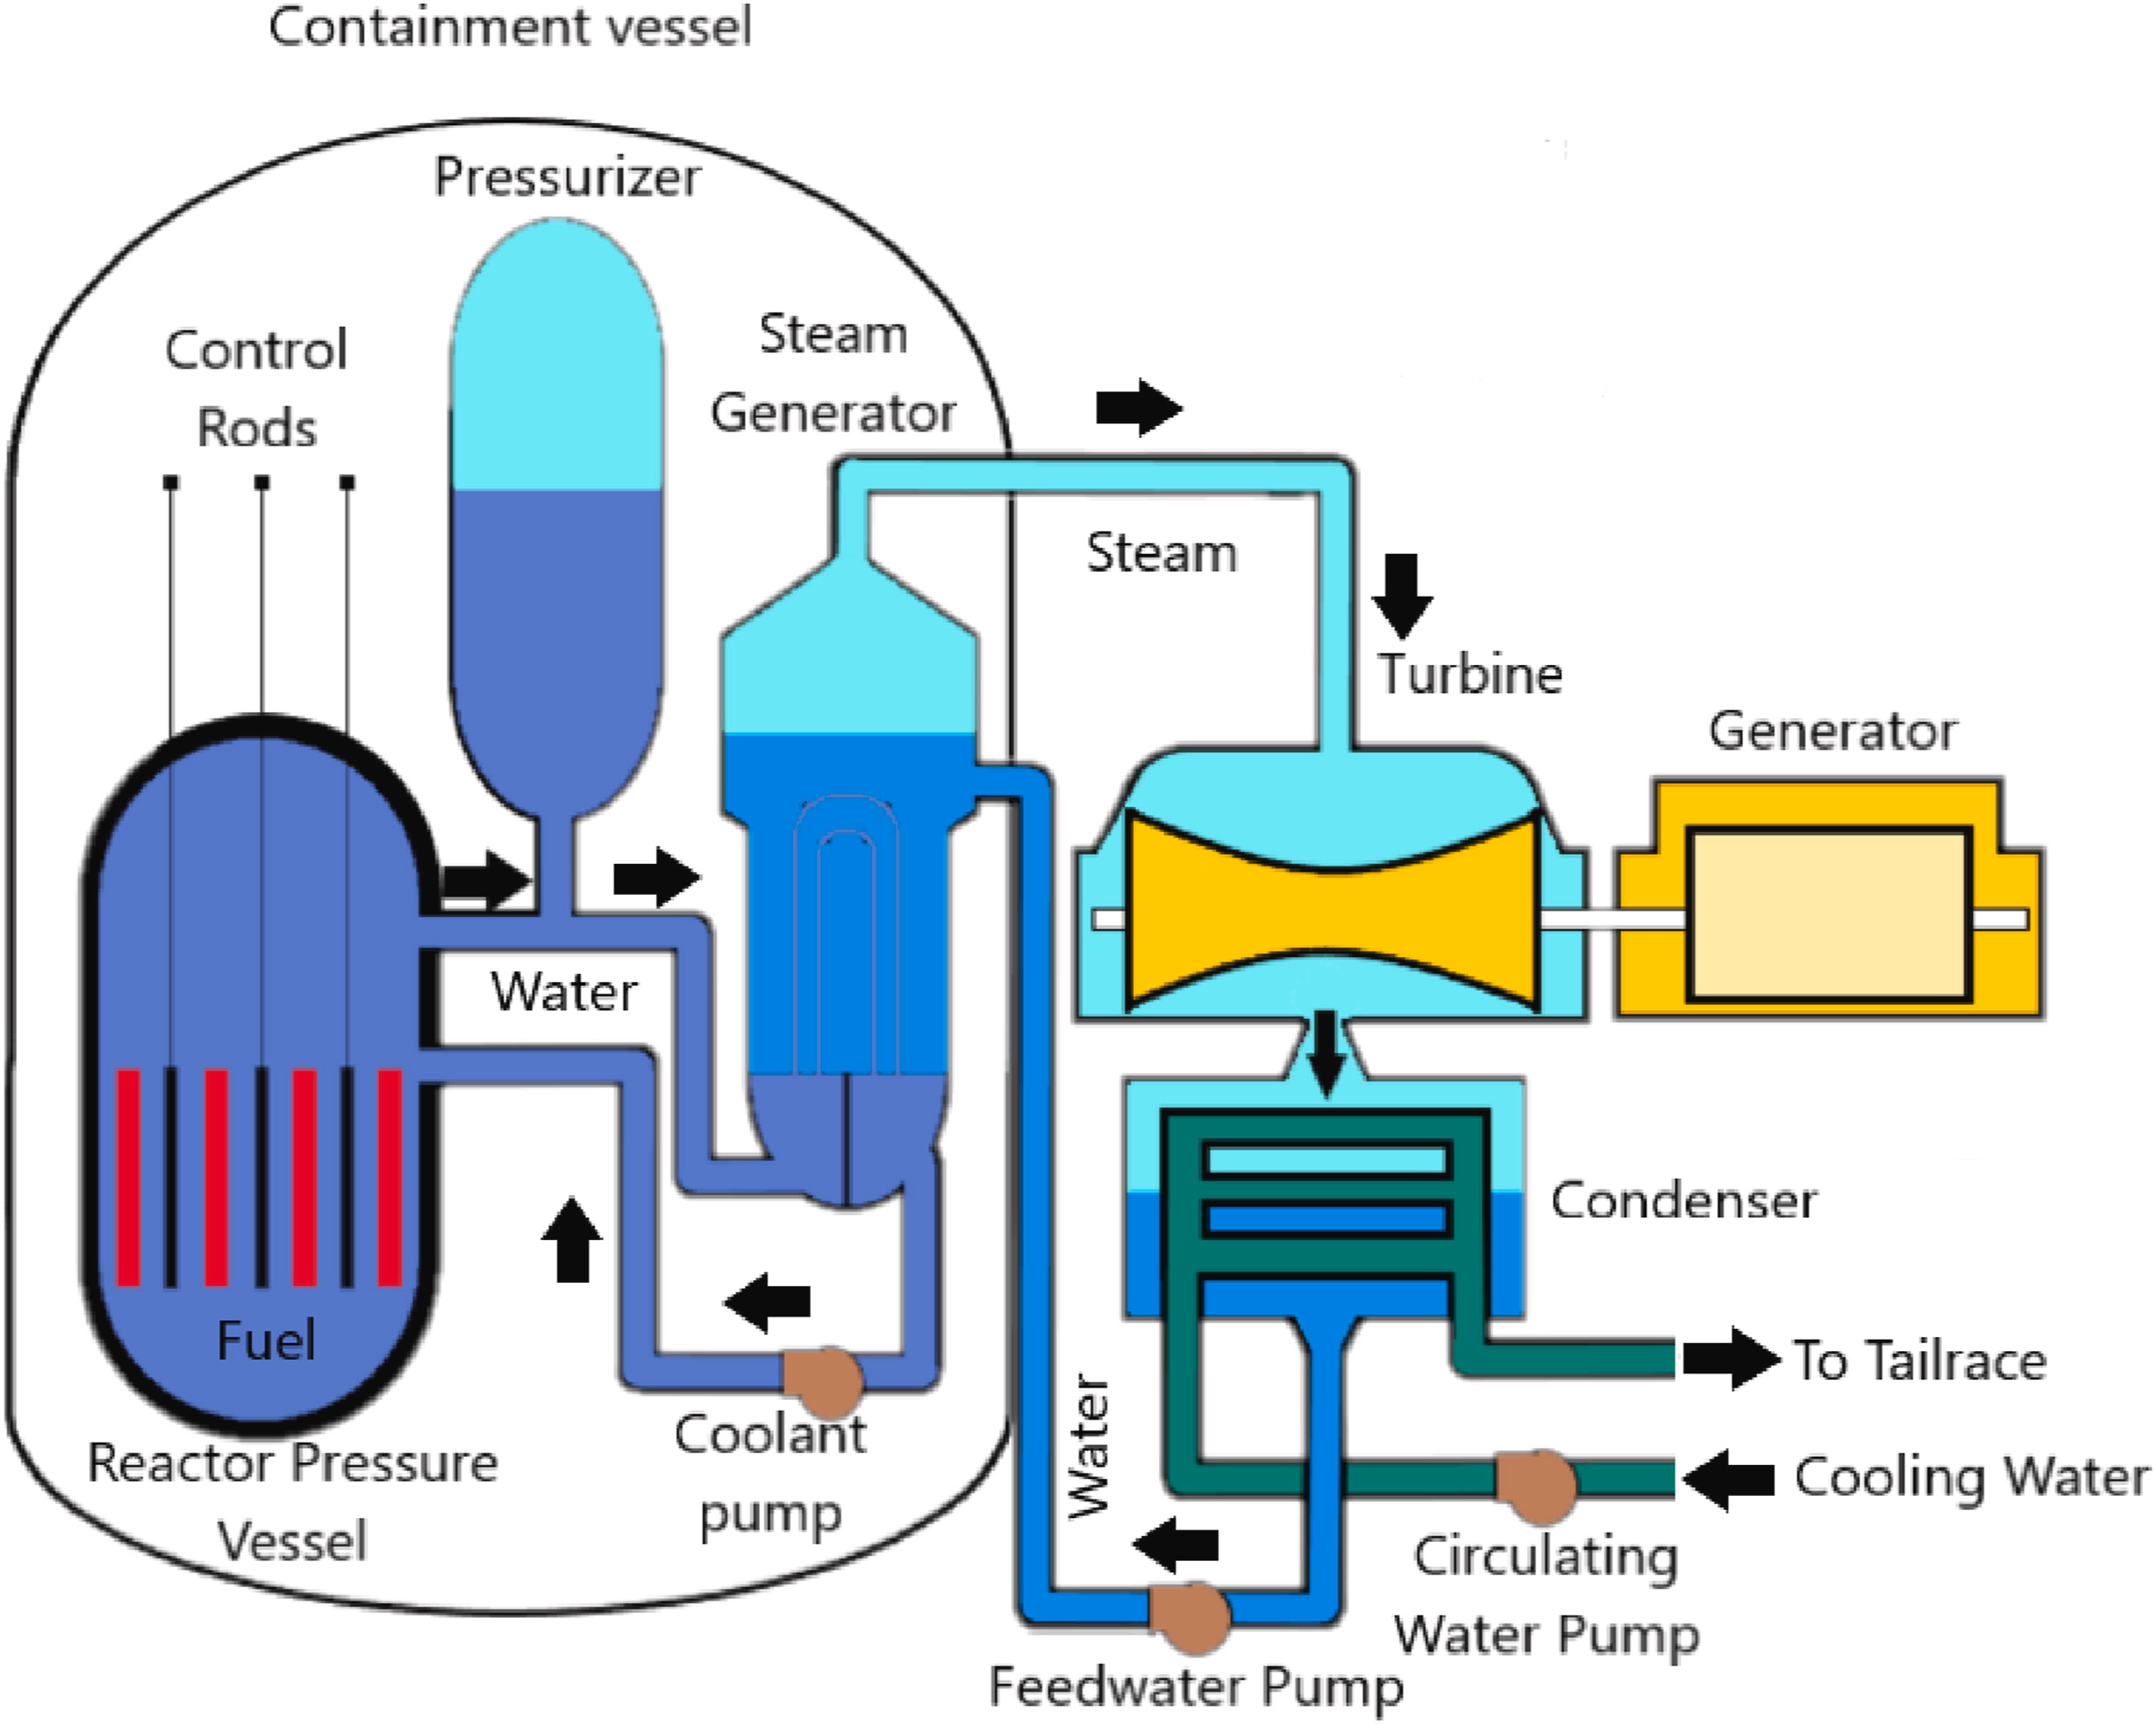 Containment vessel
Pressurizer
Control
Rods
Steam
Generator
Steam
Turbine
Generator
Water
Condenser
Fuel
To Tailrace
Water
Coolant
pump
Reactor Pressure
Vessel
Cooling Water
Circulating
Water Pump
Feedwater Pump